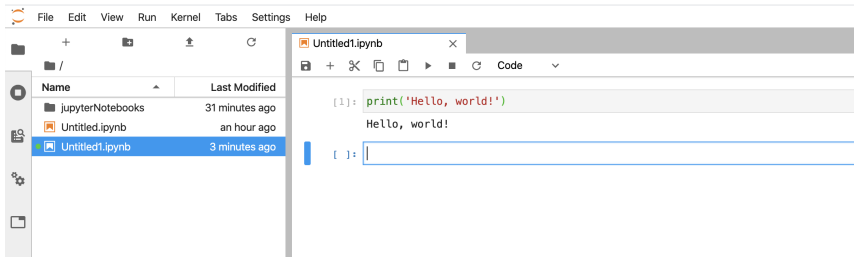 File Edit View Run Kernel Tabs Settings Help
Untitled1.ipynb
Code
/
Name Last Modified
jupyterNotebooks 31 minutes ago
Untitled.ipynb an hour ago
Untitled1.ipynb 3 minutes ago
[1]: print('Hello, world!')
Hello, world!
[ ]: